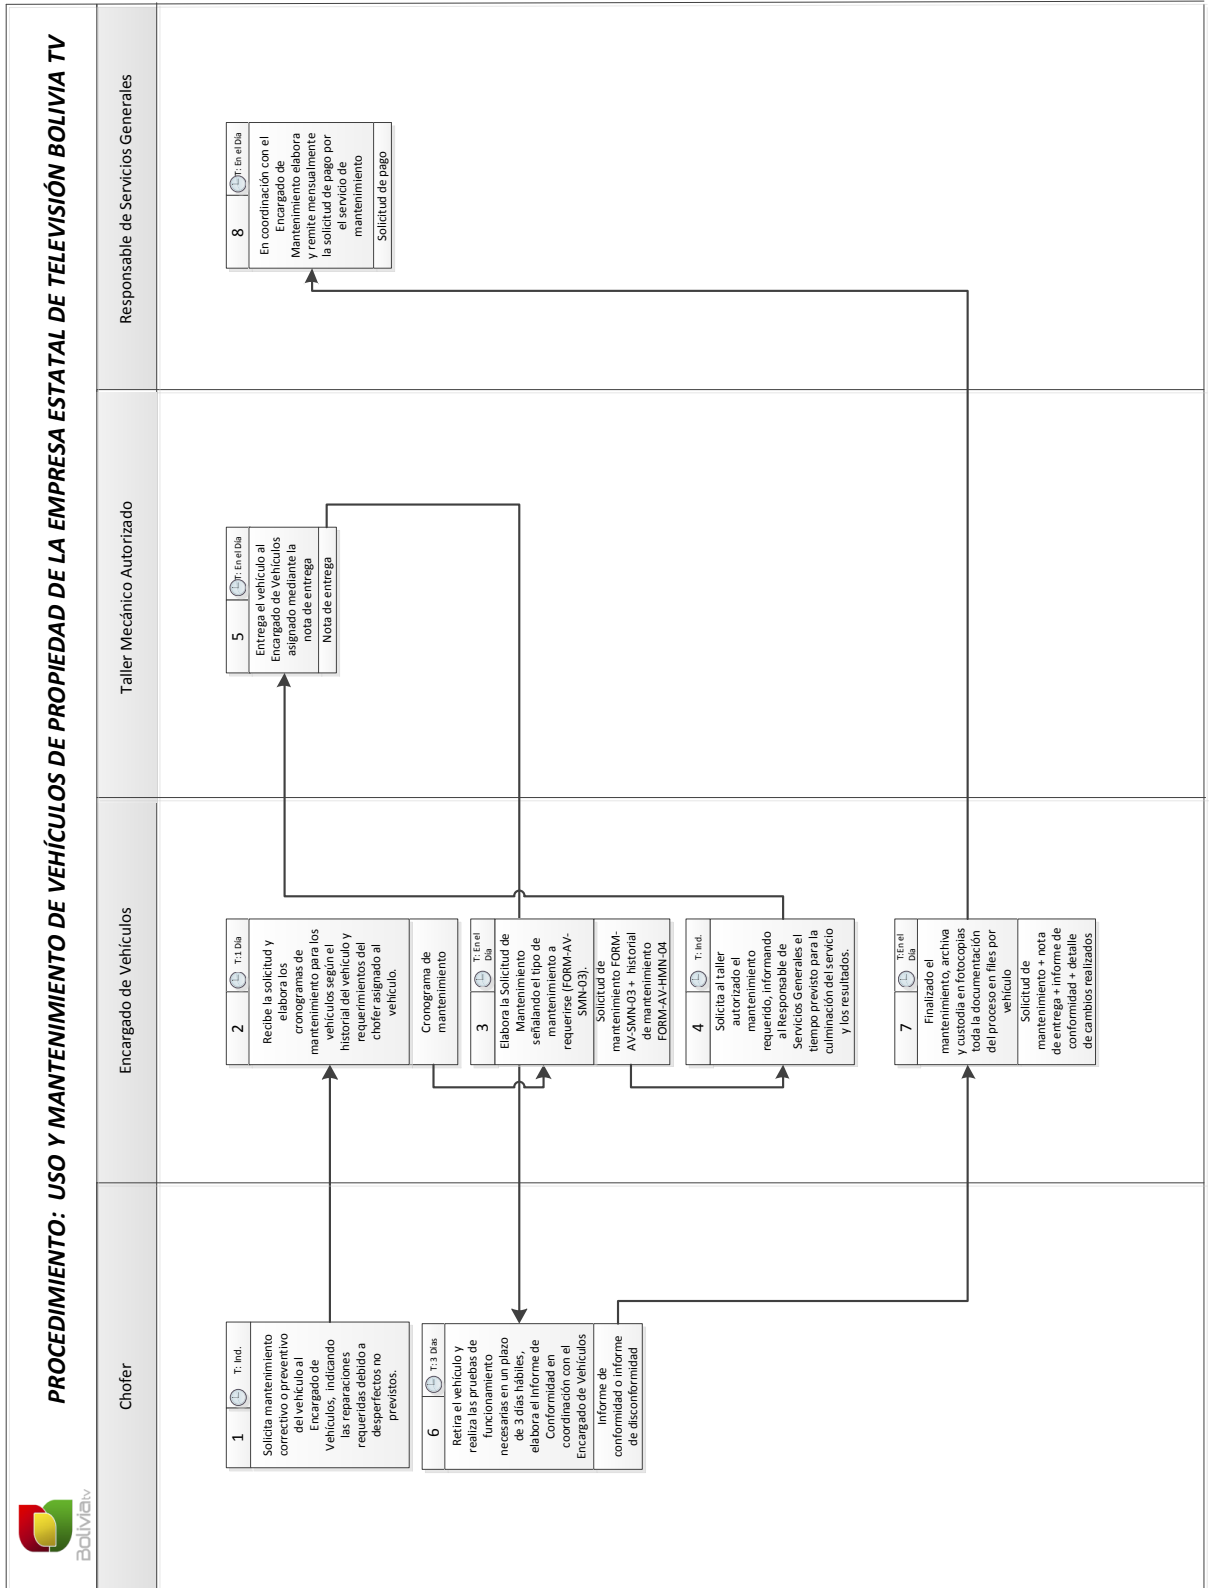 PROCEDIMIENTO: USO Y MANTENIMIENTO DE VEHÍCULOS DE PROPIEDAD DE LA EMPRESA ESTATAL DE TELEVISIÓN BOLIVIA TV
Boliviatv
Chofer
Encargado de Vehículos
Taller Mecánico Autorizado
Responsable de Servicios Generales
1
T: Ind.
Solicita mantenimiento
correctivo o preventivo
del vehículo al
Encargado de
Vehículos, indicando
las reparaciones
requeridas debido a
desperfectos no
previstos.
2
T:1 Día
Recibe la solicitud y
elabora los
cronogramas de
mantenimiento para los
vehículos según el
historial del vehículo y
requerimientos del
chofer asignado al
vehículo.
Cronograma de
mantenimiento
3
T: En el
Día
Elabora la Solicitud de
Mantenimiento
señalando el tipo de
mantenimiento a
requerirse (FORM-AV-
SMN-03).
Solicitud de
mantenimiento FORM-
AV-SMN-03 + historial
de mantenimiento
FORM-AV-HMN-04
4
T: Ind.
Solicita al taller
autorizado el
mantenimiento
requerido, informando
al Responsable de
Servicios Generales el
tiempo previsto para la
culminación del servicio
y los resultados.
5
T: En el Día
Entrega el vehículo al
Encargado de Vehículos
asignado mediante la
nota de entrega
Nota de entrega
6
T:3 Días
Retira el vehículo y
realiza las pruebas de
funcionamiento
necesarias en un plazo
de 3 días hábiles,
elabora el Informe de
Conformidad en
coordinación con el
Encargado de Vehículos
Informe de
conformidad o informe
de disconformidad
7
T:En el
Día
Finalizado el
mantenimiento, archiva
y custodia en fotocopias
toda la documentación
del proceso en files por
vehículo
Solicitud de
mantenimiento + nota
de entrega + informe de
conformidad + detalle
de cambios realizados
8
T: En el Día
En coordinación con el
Encargado de
Mantenimiento elabora
y remite mensualmente
la solicitud de pago por
el servicio de
mantenimiento
Solicitud de pago